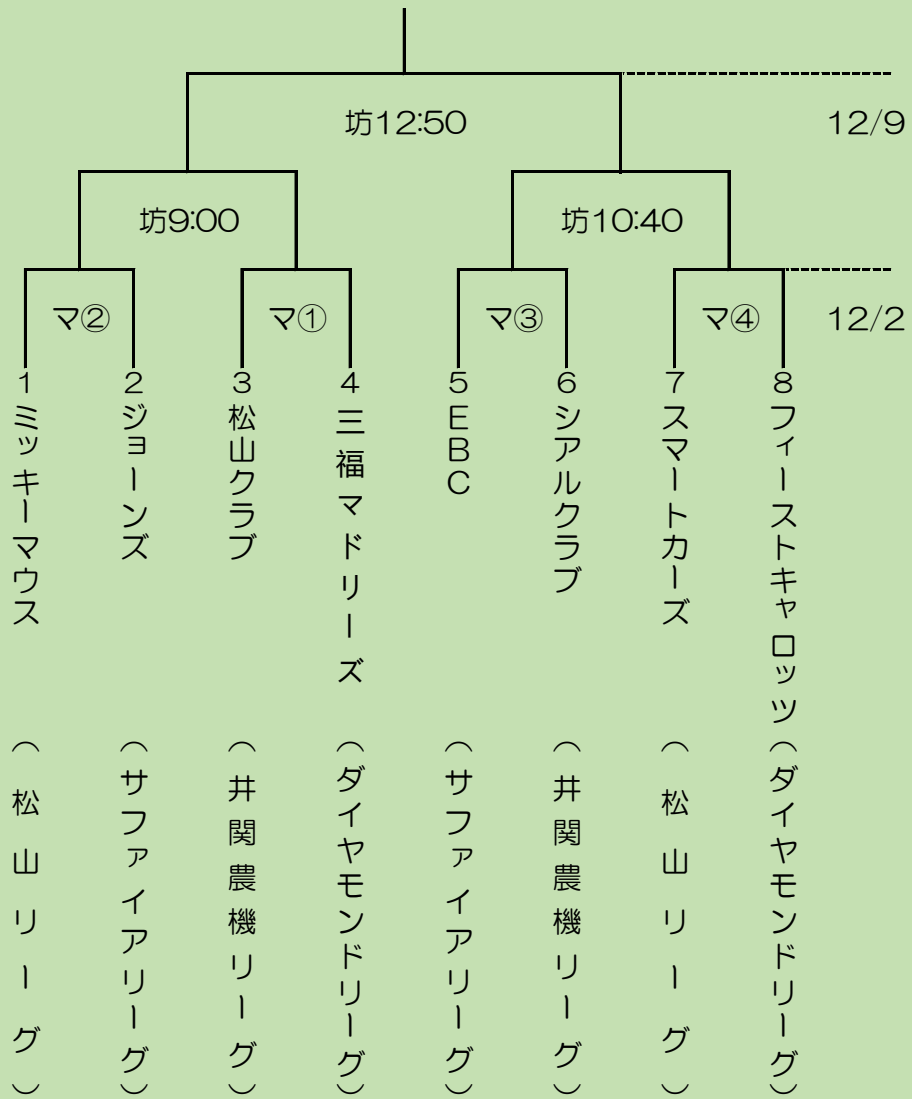 坊12:50
12/9
坊9:00
坊10:40
マ②
マ①
マ③
マ④
12/2
1 ミッキーマウス (松山リーグ)
2 ジョーンズ (サファイアリーグ)
3 松山クラブ (井関農機リーグ)
4 三福マドリーズ (ダイヤモンドリーグ)
5 EBC (サファイアリーグ)
6 シアルクラブ (井関農機リーグ)
7 スマートカーズ (松山リーグ)
8 フィーストキャロッツ (ダイヤモンドリーグ)